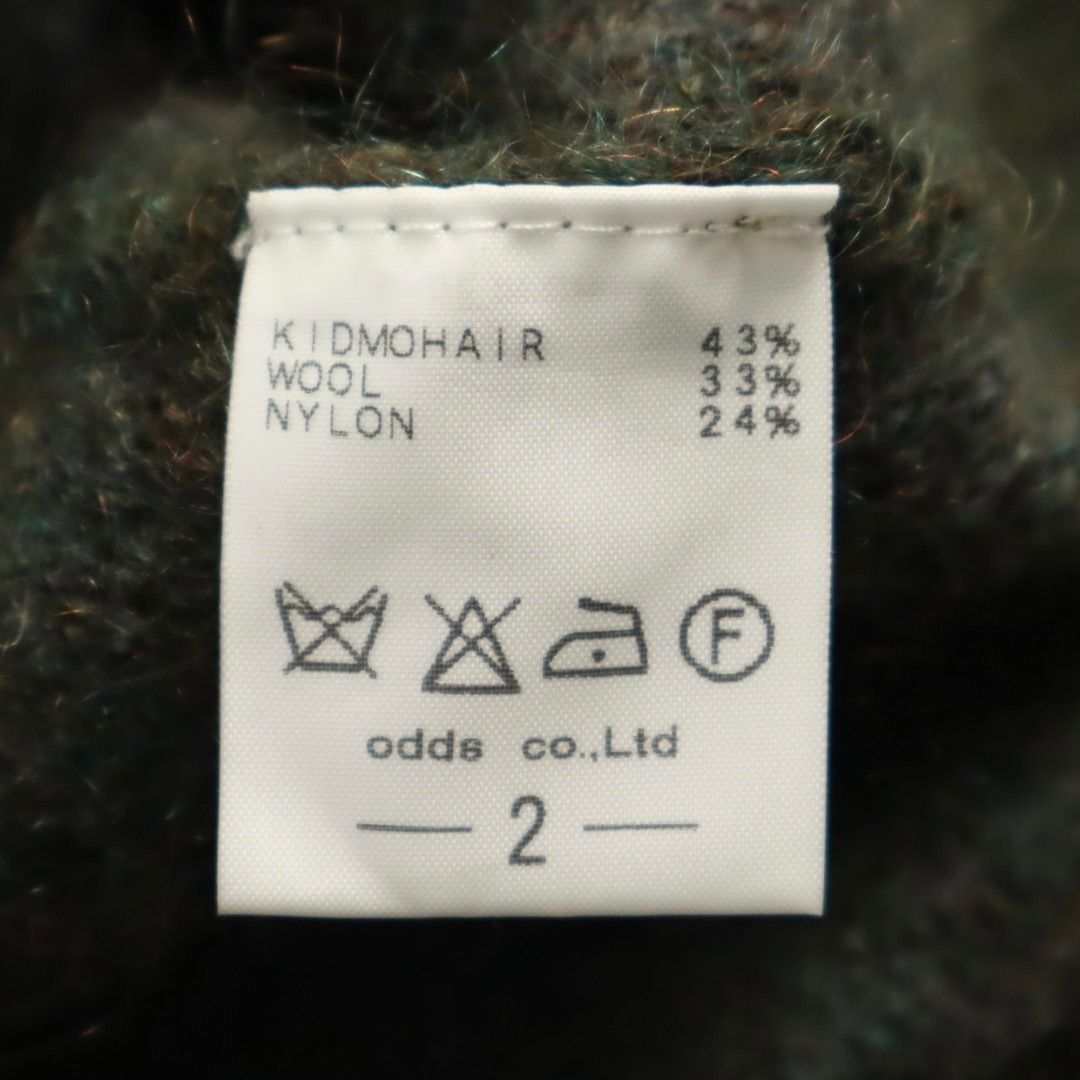 KIDMOHAIR 43%
WOOL 33%
NYLON 24%
F
odds co.,Ltd
— 2 —